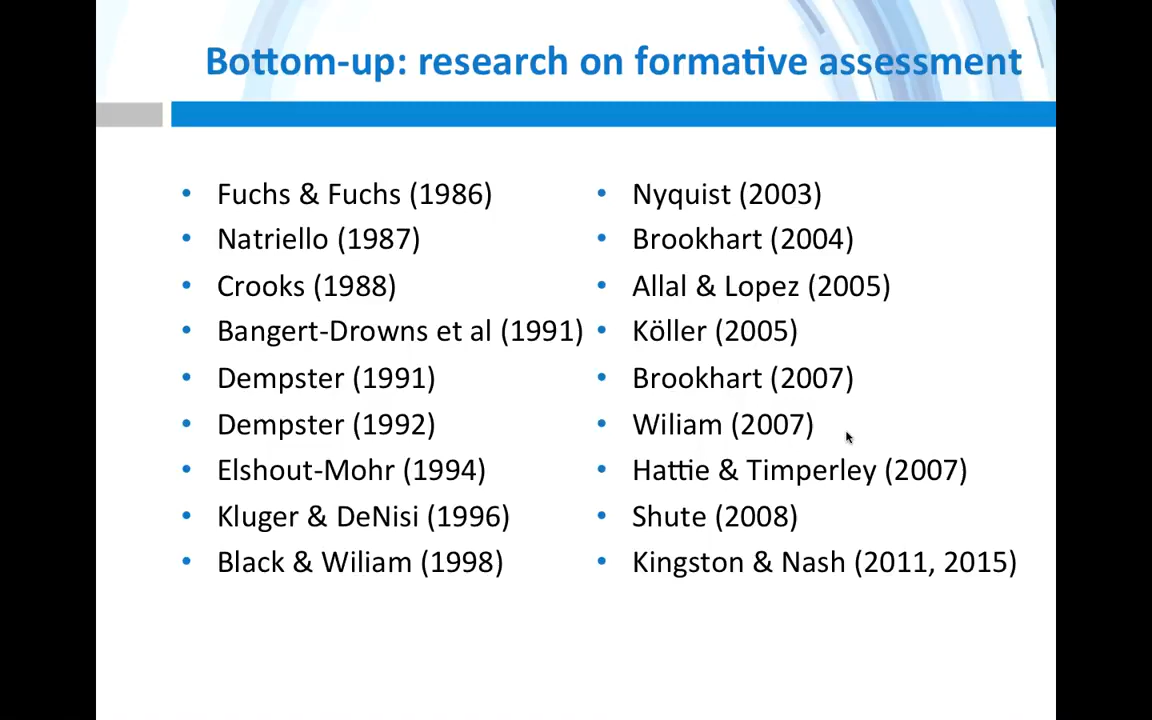 Bottom-up: research on formative assessment
• Fuchs & Fuchs (1986)
• Natriello (1987)
• Crooks (1988)
• Bangert-Drowns et al (1991)
• Dempster (1991)
• Dempster (1992)
• Elshout-Mohr (1994)
• Kluger & DeNisi (1996)
• Black & Wiliam (1998)
• Nyquist (2003)
• Brookhart (2004)
• Allal & Lopez (2005)
• Köller (2005)
• Brookhart (2007)
• Wiliam (2007)
• Hattie & Timperley (2007)
• Shute (2008)
• Kingston & Nash (2011, 2015)